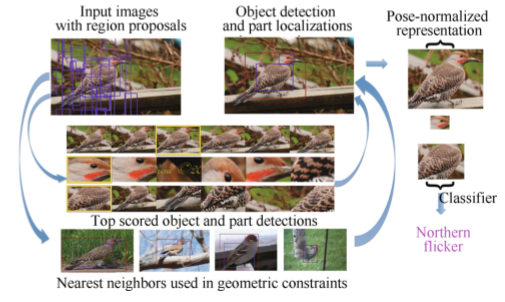 Input images
with region proposals
Object detection
and part localizations
Pose-normalized
representation
Top scored object and part detections
Classifier
Northern
flicker
Nearest neighbors used in geometric constraints